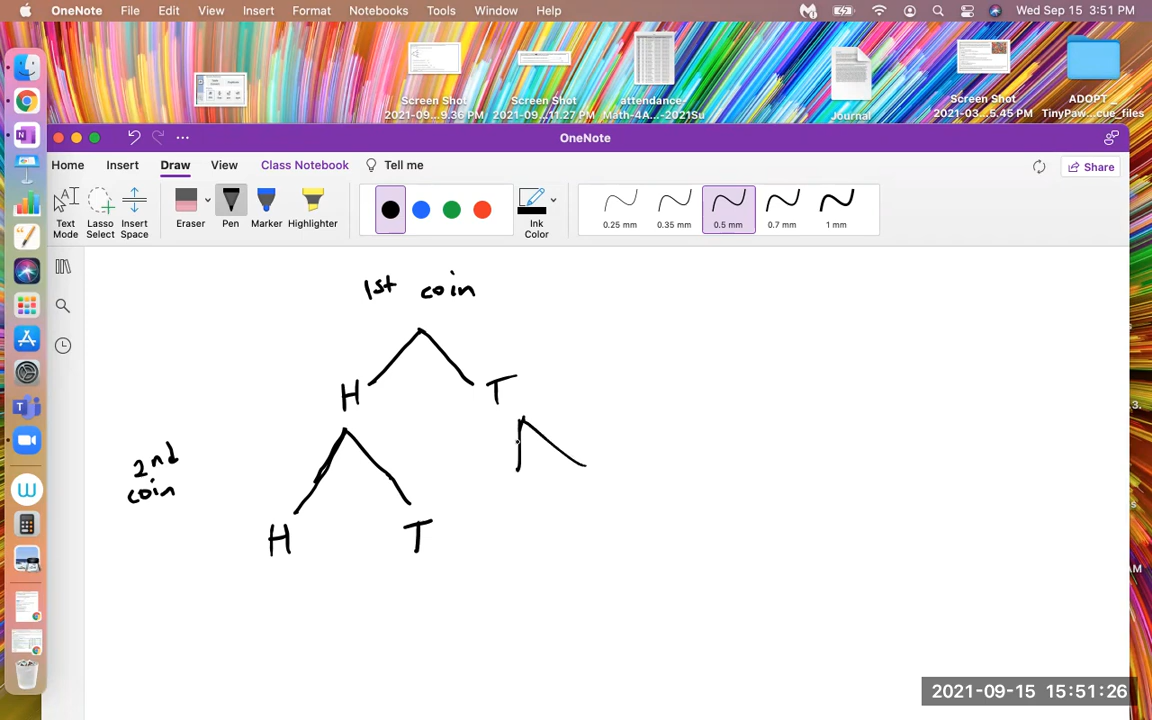 OneNote File Edit View Insert Format Notebooks Tools Window Help Wed Sep 15 3:51 PM
Screen Shot
2021-09...9.36 PM
Screen Shot
2021-09...11.27 PM
attendance-
Math-4A...-2021Su
Journal
Screen Shot
2021-03...5.45 PM
ADOPT _
TinyPaw...cue_files
OneNote
Home Insert Draw View Class Notebook Tell me Share
Text Mode
Lasso Select
Insert Space
Eraser
Pen
Marker
Highlighter
Ink Color
0.25 mm 0.35 mm 0.5 mm 0.7 mm 1 mm
1st coin
H T
2nd
coin
H T
.3.
AM
2021-09-15 15:51:26